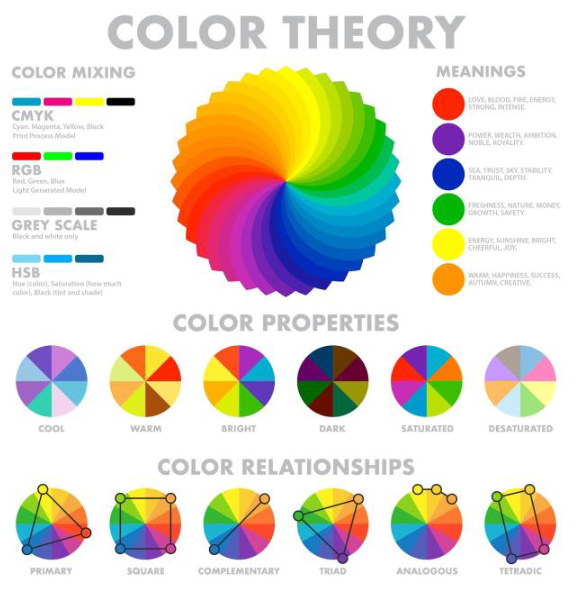 COLOR THEORY
COLOR MIXING
CMYK
Cyan, Magenta, Yellow, Black
Print Process Model
RGB
Red, Green, Blue
Light Generated Model
GREY SCALE
Black and white only
HSB
Hue (color), Saturation (how much
color), Black (tint and shade)
MEANINGS
LOVE, BLOOD, FIRE, ENERGY,
STRONG, INTENSE.
POWER, WEALTH, AMBITION,
NOBLE, ROYALITY.
SEA, TRUST, SKY, STABILITY,
TRANQUIL, DEPTH.
FRESHNESS, NATURE, MONEY,
GROWTH, SAFETY.
ENERGY, SUNSHINE, BRIGHT,
CHEERFUL, JOY.
WARM, HAPPINESS, SUCCESS,
AUTUMN, CREATIVE.
COLOR PROPERTIES
COOL
WARM
BRIGHT
DARK
SATURATED
DESATURATED
COLOR RELATIONSHIPS
PRIMARY
SQUARE
COMPLEMENTARY
TRIAD
ANALOGOUS
TETRADIC